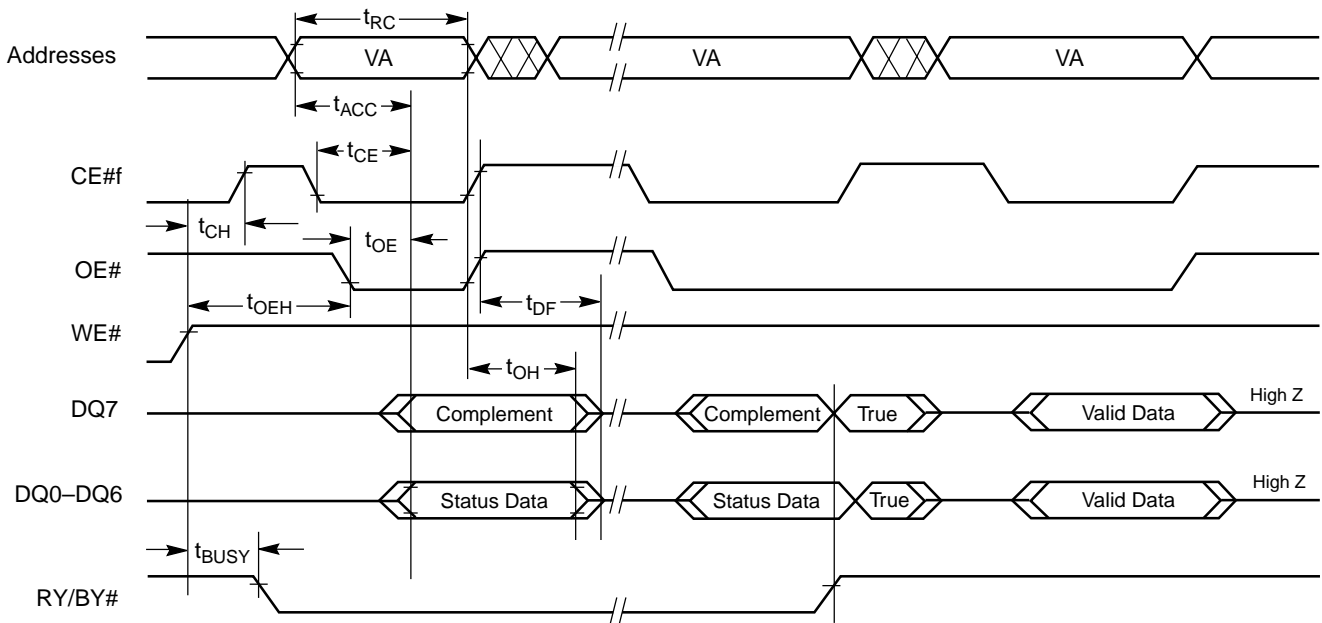 tRC
Addresses VA VA VA
tACC
tCE
CE#f
tCH
tOE
OE#
tOEH
tDF
WE#
tOH
DQ7 Complement Complement True Valid Data High Z
DQ0–DQ6 Status Data Status Data True Valid Data High Z
tBUSY
RY/BY#